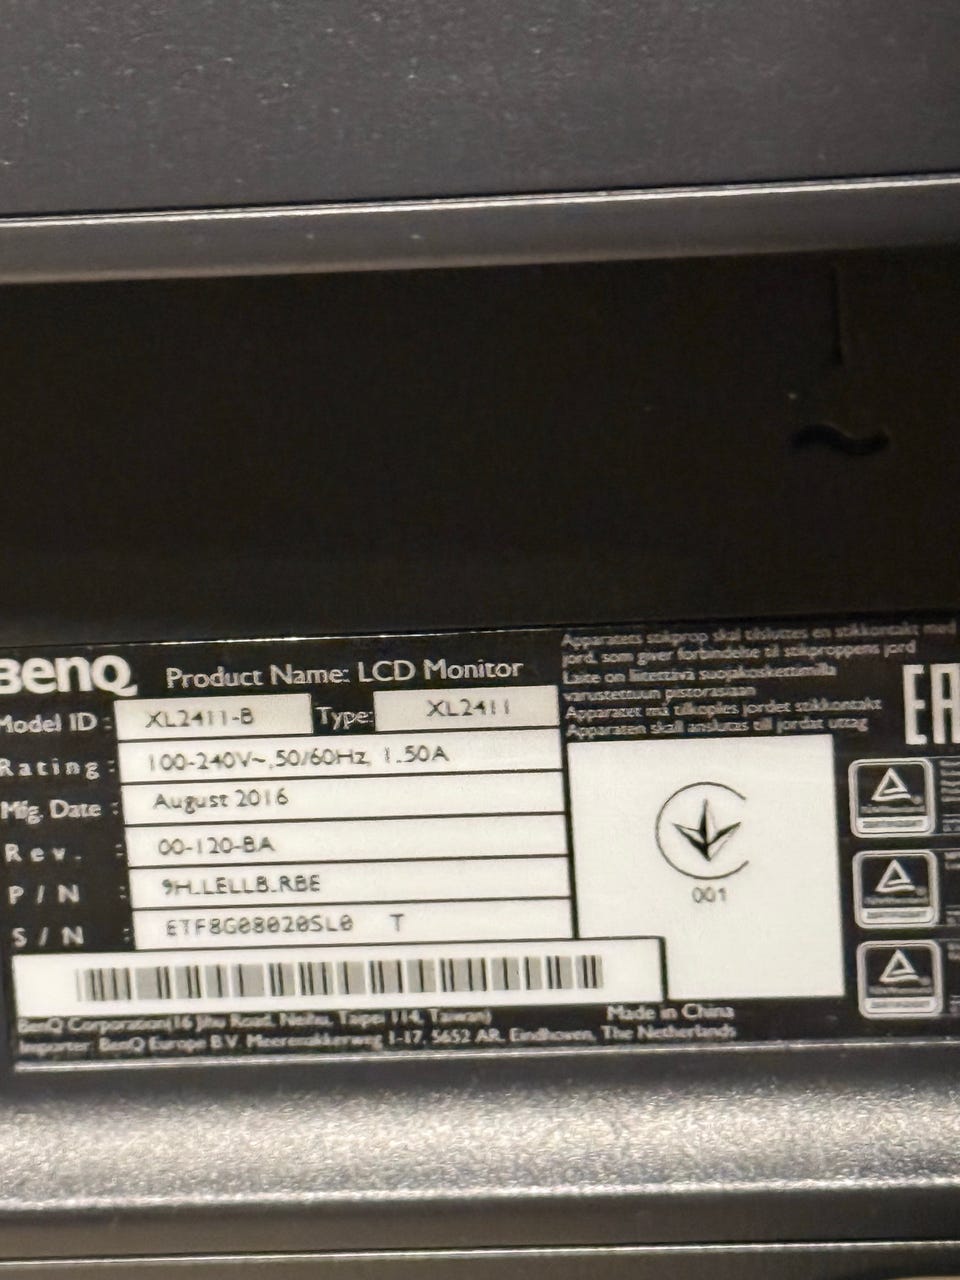 BenQ Product Name: LCD Monitor
Model ID : XL2411-B Type: XL2411
Rating : 100-240V~, 50/60Hz, 1.50A
Mfg. Date : August 2016
Rev. : 00-120-BA
P/N : 9H.LELLB.RBE
S/N : ETF8G08020SL0 T
BenQ Corporation(16 Jihu Road, Neihu, Taipei 114, Taiwan) Made in China
Importer: BenQ Europe B.V. Meerenakkerweg 1-17, 5652 AR, Eindhoven, The Netherlands
Apparatets stikprop skal tilsluttes en stikkontakt med
jord, som giver forbindelse til stikproppens jord
Laite on liitettävä suojakoskettimilla
varustettuun pistorasiaan
Apparatet må tilkoples jordet stikkontakt
Apparaten skall anslutas till jordat uttag
001